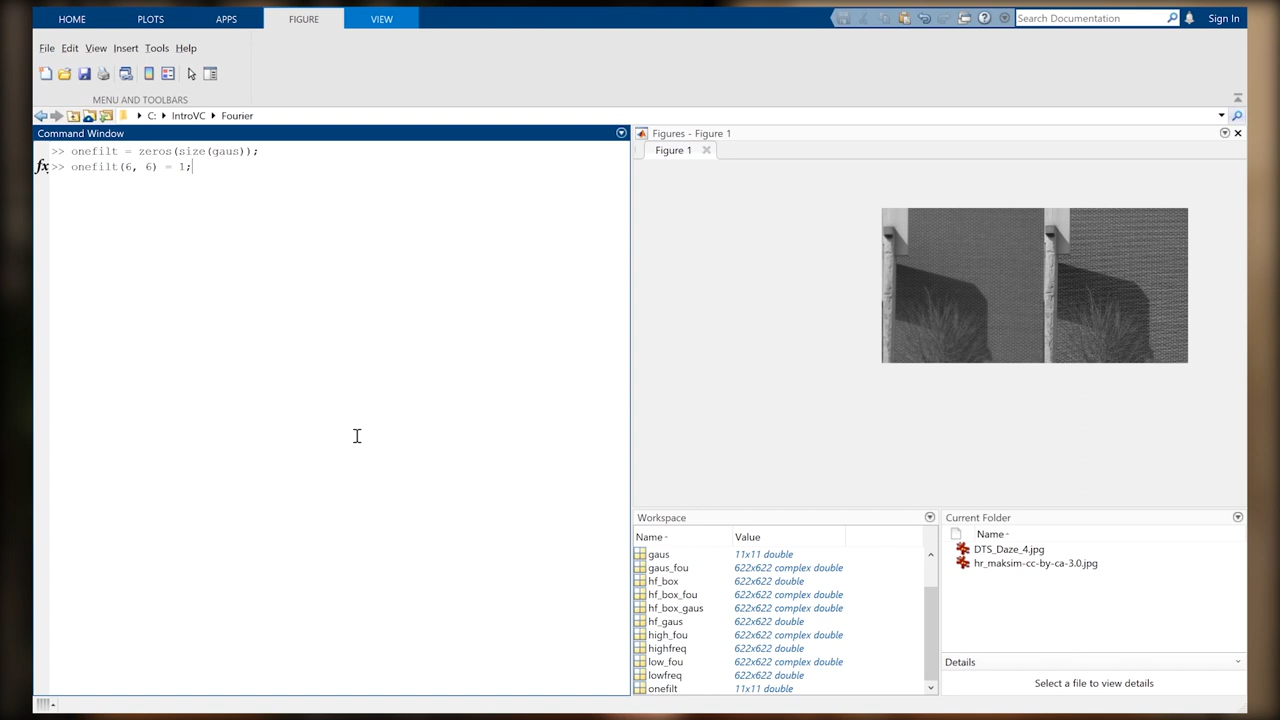 HOME PLOTS APPS FIGURE VIEW Search Documentation Sign In
File Edit View Insert Tools Help
MENU AND TOOLBARS
C: IntroVC Fourier
Command Window
>> onefilt = zeros(size(gaus));
fx >> onefilt(6, 6) = 1;
Figures - Figure 1
Figure 1
Workspace
Name Value
gaus 11x11 double
gaus_fou 622x622 complex double
hf_box 622x622 double
hf_box_fou 622x622 complex double
hf_box_gaus 622x622 complex double
hf_gaus 622x622 double
high_fou 622x622 complex double
highfreq 622x622 double
low_fou 622x622 complex double
lowfreq 622x622 double
onefilt 11x11 double
Current Folder
Name
DTS_Daze_4.jpg
hr_maksim-cc-by-ca-3.0.jpg
Details
Select a file to view details